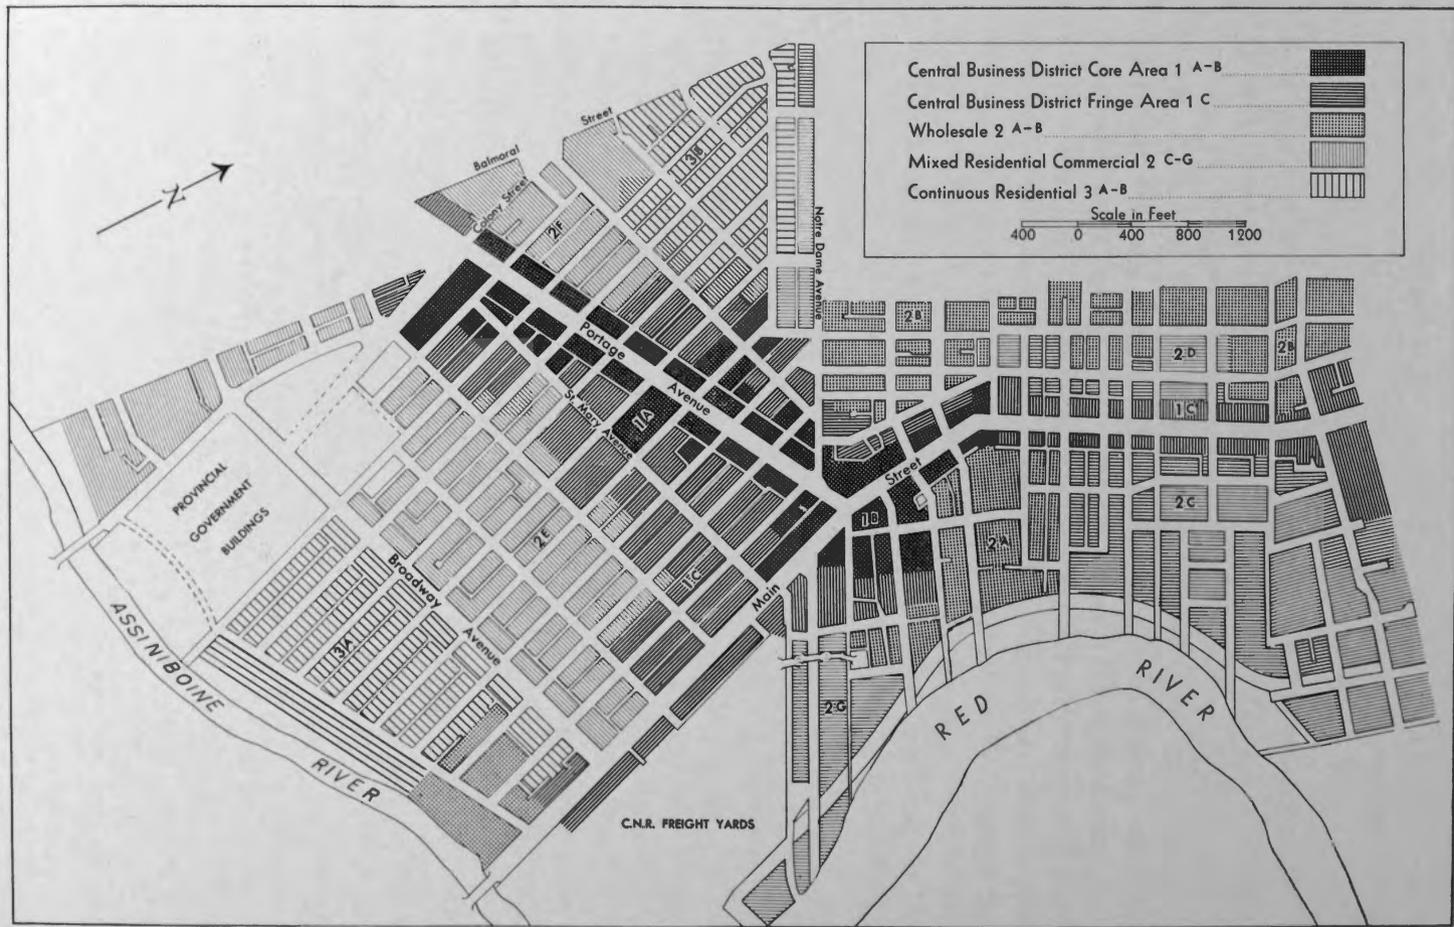 Central Business District Core Area 1 A-B
Central Business District Fringe Area 1 C
Wholesale 2 A-B
Mixed Residential Commercial 2 C-G
Continuous Residential 3 A-B
Scale in Feet
400 0 400 800 1200
N
Balmoral Street
Colony Street
2F
3B
Notre Dame Avenue
2B
2D
2B
1C
Portage Avenue
St. Mary Avenue
1A
Street
1B
2A
2C
PROVINCIAL
GOVERNMENT
BUILDINGS
2E
1C
Main
Broadway Avenue
3A
ASSINIBOINE RIVER
2G
RED RIVER
C.N.R. FREIGHT YARDS